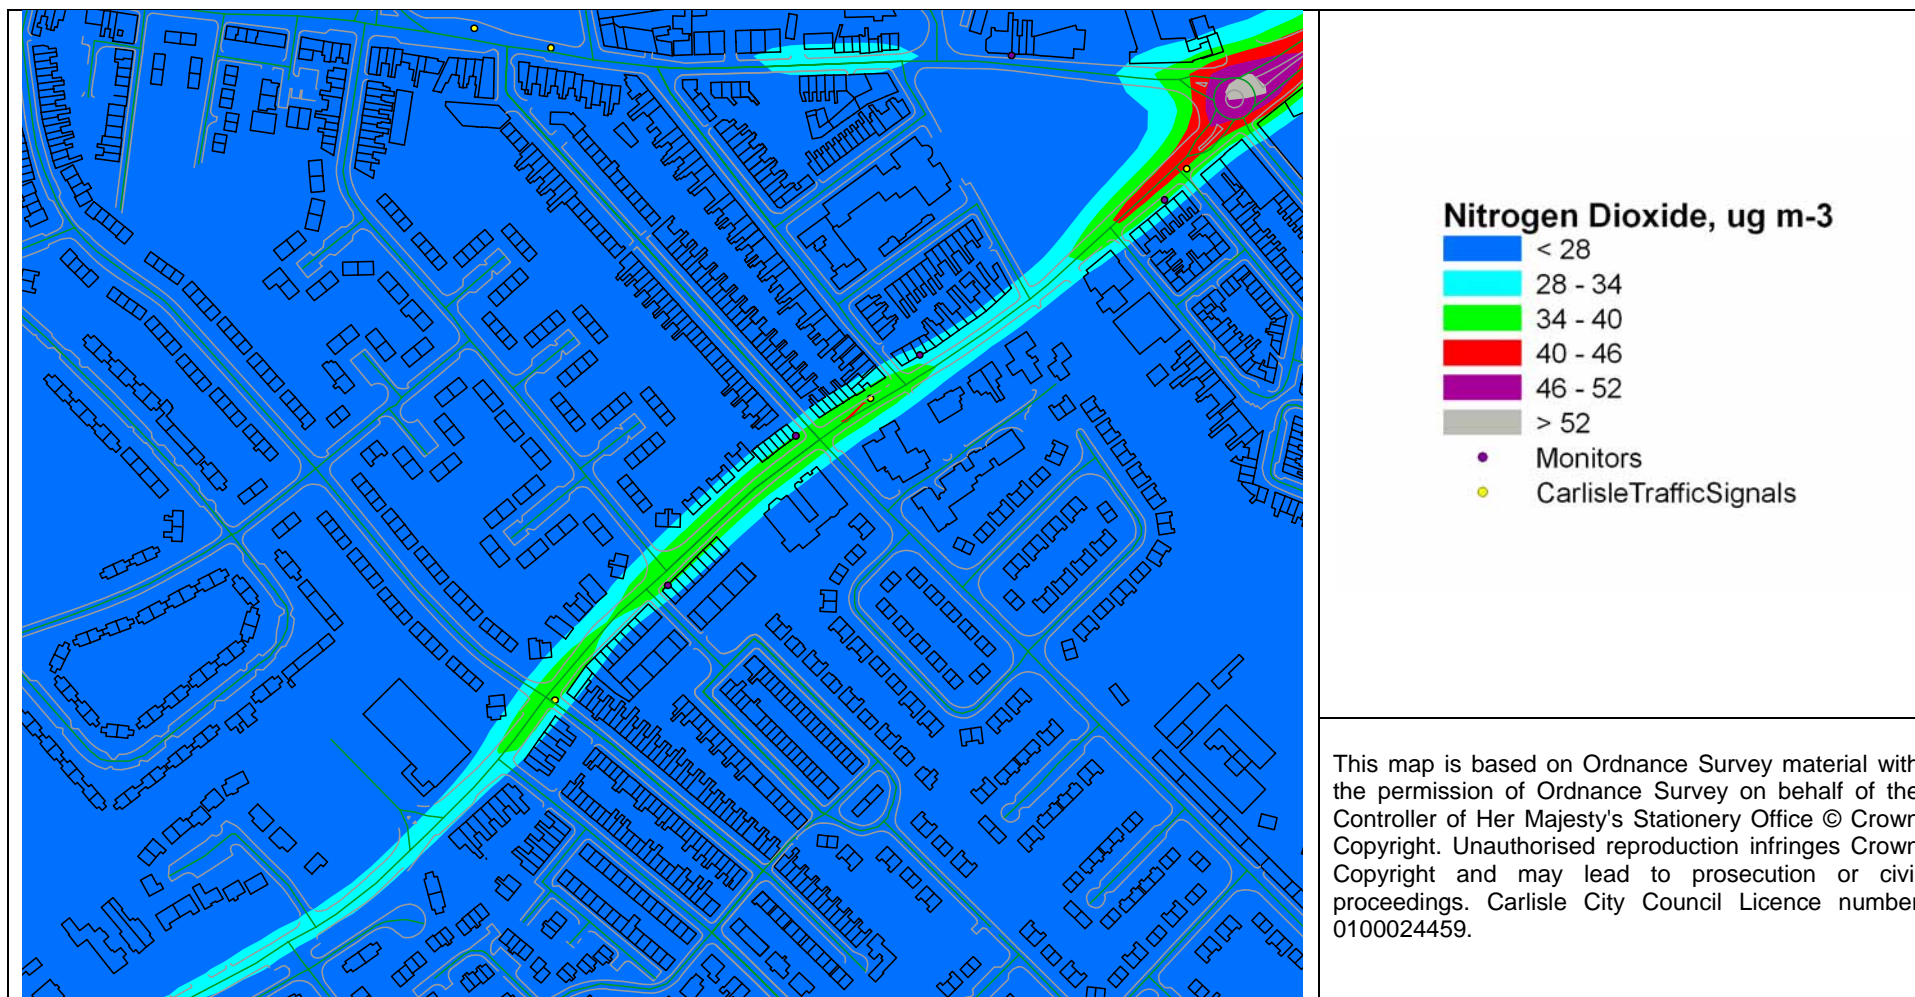 Nitrogen Dioxide, ug m-3
< 28
28 - 34
34 - 40
40 - 46
46 - 52
> 52
Monitors
CarlisleTrafficSignals
This map is based on Ordnance Survey material with
the permission of Ordnance Survey on behalf of the
Controller of Her Majesty's Stationery Office © Crown
Copyright. Unauthorised reproduction infringes Crown
Copyright and may lead to prosecution or civi
proceedings. Carlisle City Council Licence number
0100024459.